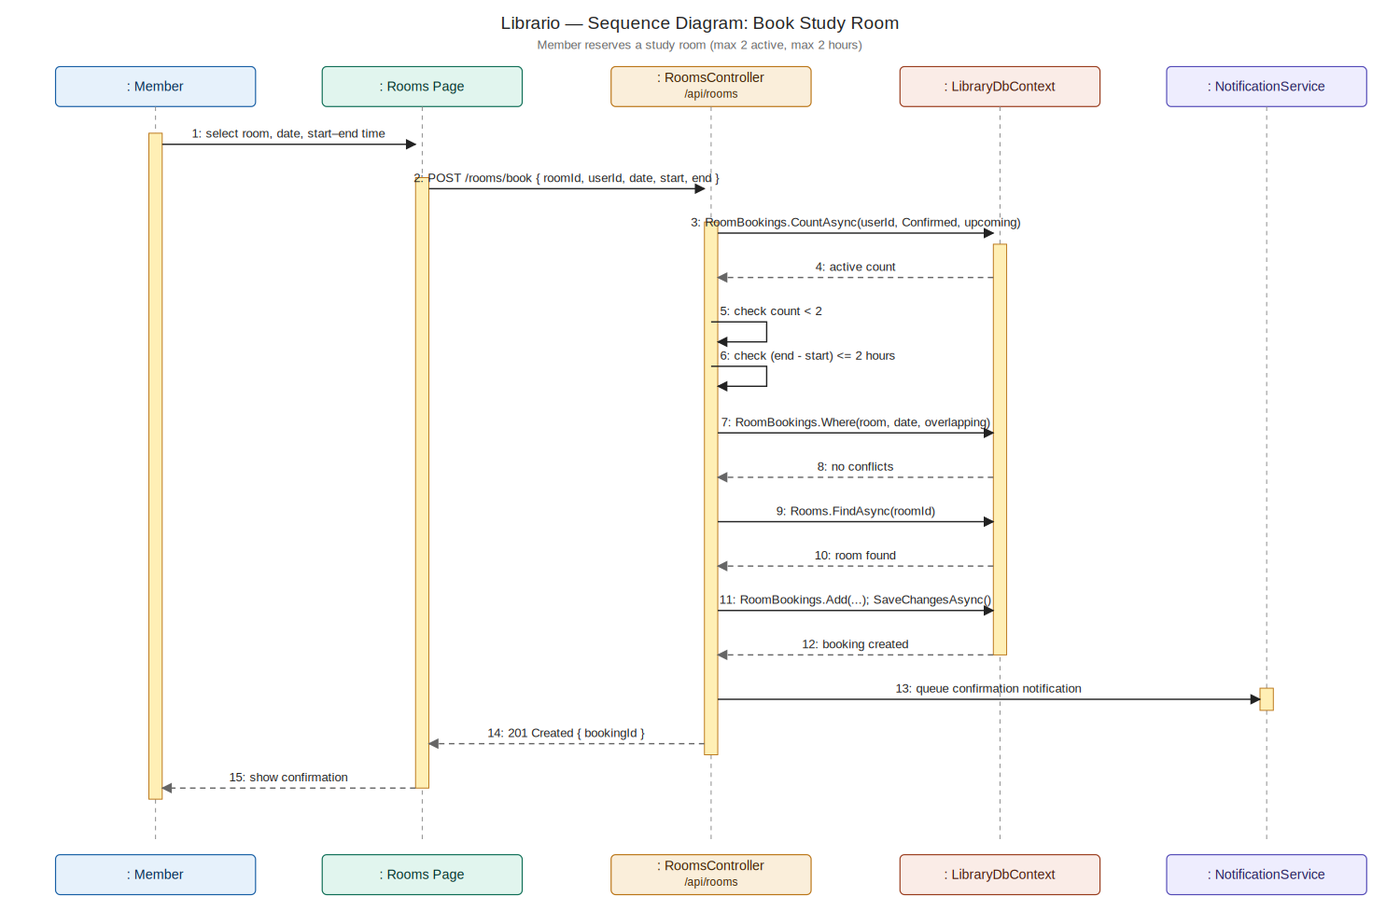 Librario — Sequence Diagram: Book Study Room
Member reserves a study room (max 2 active, max 2 hours)
: Member
: Rooms Page
: RoomsController
/api/rooms
: LibraryDbContext
: NotificationService
1: select room, date, start–end time
2: POST /rooms/book { roomId, userId, date, start, end }
3: RoomBookings.CountAsync(userId, Confirmed, upcoming)
4: active count
5: check count < 2
6: check (end - start) <= 2 hours
7: RoomBookings.Where(room, date, overlapping)
8: no conflicts
9: Rooms.FindAsync(roomId)
10: room found
11: RoomBookings.Add(...); SaveChangesAsync()
12: booking created
13: queue confirmation notification
14: 201 Created { bookingId }
15: show confirmation
: Member
: Rooms Page
: RoomsController
/api/rooms
: LibraryDbContext
: NotificationService